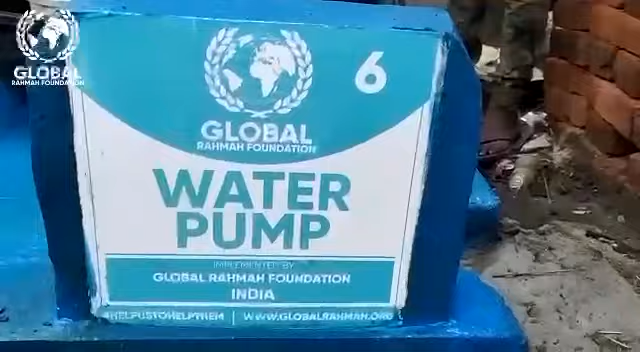 GLOBAL
RAHMAH FOUNDATION
GLOBAL
RAHMAH FOUNDATION
6
WATER
PUMP
IMPLEMENTED BY
GLOBAL RAHMAH FOUNDATION
INDIA
#HELPUSTOHELPTHEM | WWW.GLOBALRAHMAH.ORG